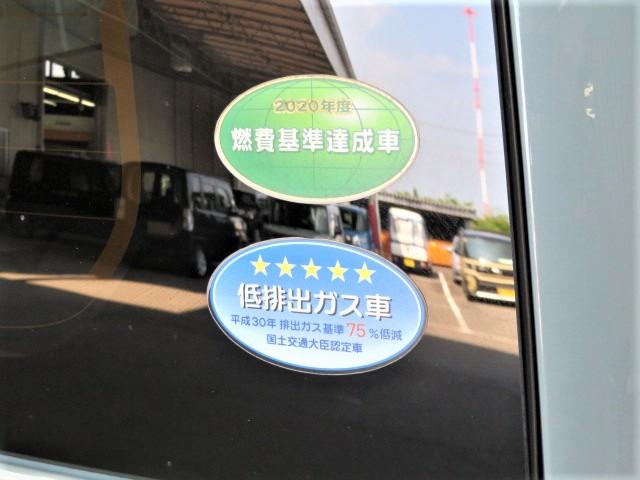 2020年度
燃費基準達成車
低排出ガス車
平成30年 排出ガス基準75%低減
国土交通大臣認定車